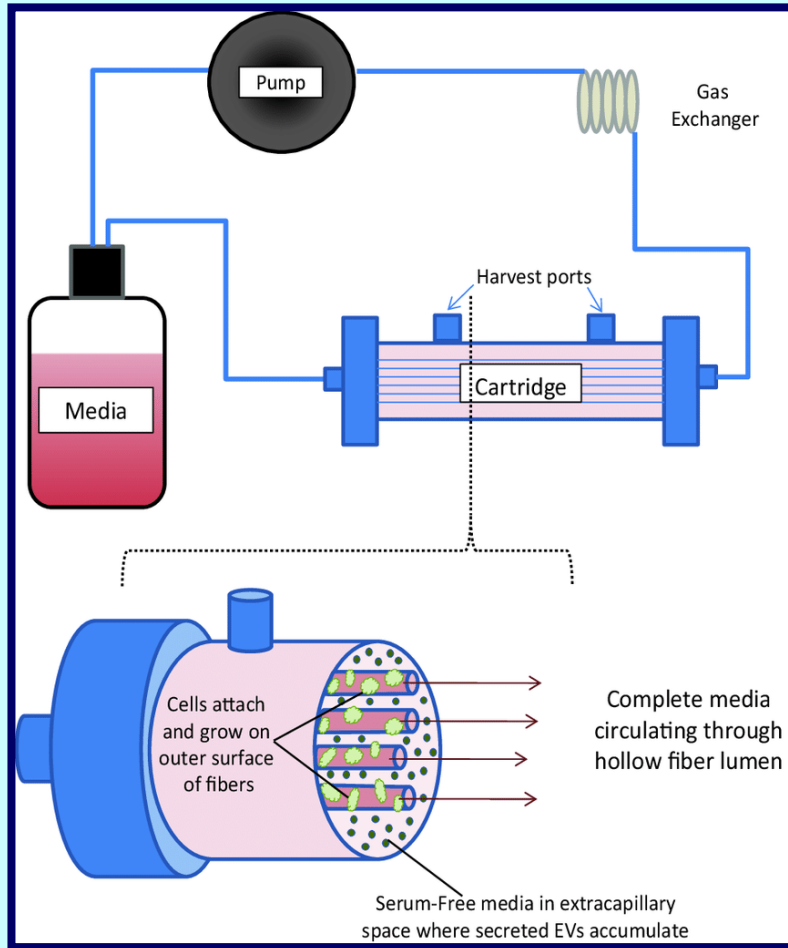 Pump
Gas
Exchanger
Harvest ports
Media
Cartridge
Cells attach
and grow on
outer surface
of fibers
Complete media
circulating through
hollow fiber lumen
Serum-Free media in extracapillary
space where secreted EVs accumulate